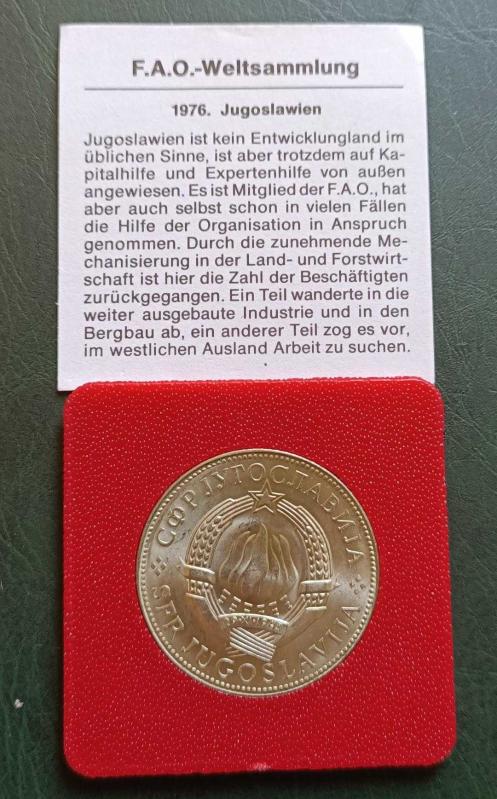 F.A.O.-Weltsammlung
1976. Jugoslawien
Jugoslawien ist kein Entwicklungland im
üblichen Sinne, ist aber trotzdem auf Ka-
pitalhilfe und Expertenhilfe von außen
angewiesen. Es ist Mitglied der F.A.O., hat
aber auch selbst schon in vielen Fällen
die Hilfe der Organisation in Anspruch
genommen. Durch die zunehmende Me-
chanisierung in der Land- und Forstwirt-
schaft ist hier die Zahl der Beschäftigten
zurückgegangen. Ein Teil wanderte in die
weiter ausgebaute Industrie und in den
Bergbau ab, ein anderer Teil zog es vor,
im westlichen Ausland Arbeit zu suchen.
СФР ЈУГОСЛАВИЈА
SFR JUGOSLAVIJA